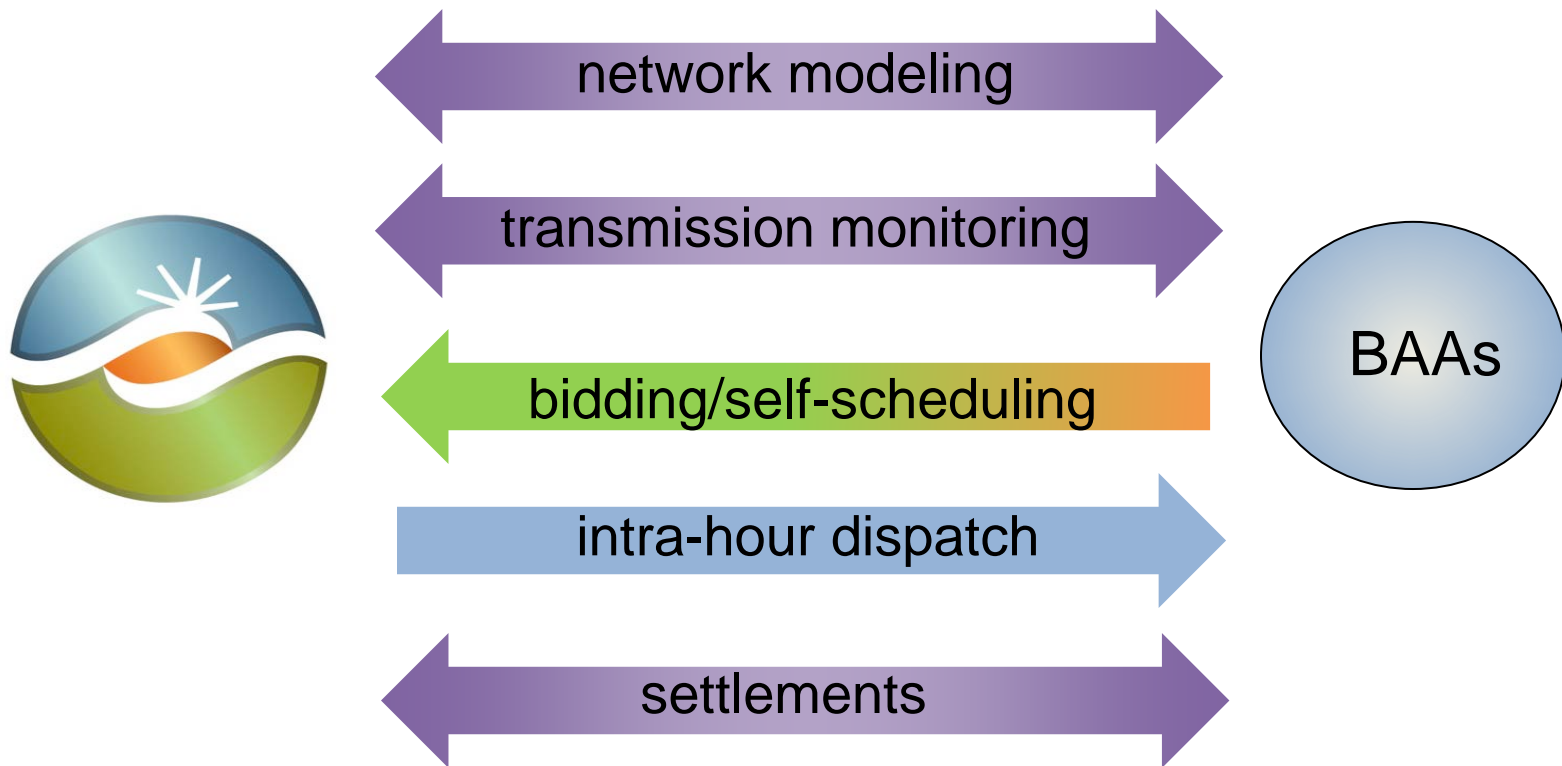 network modeling
transmission monitoring
BAAs
bidding/self-scheduling
intra-hour dispatch
settlements